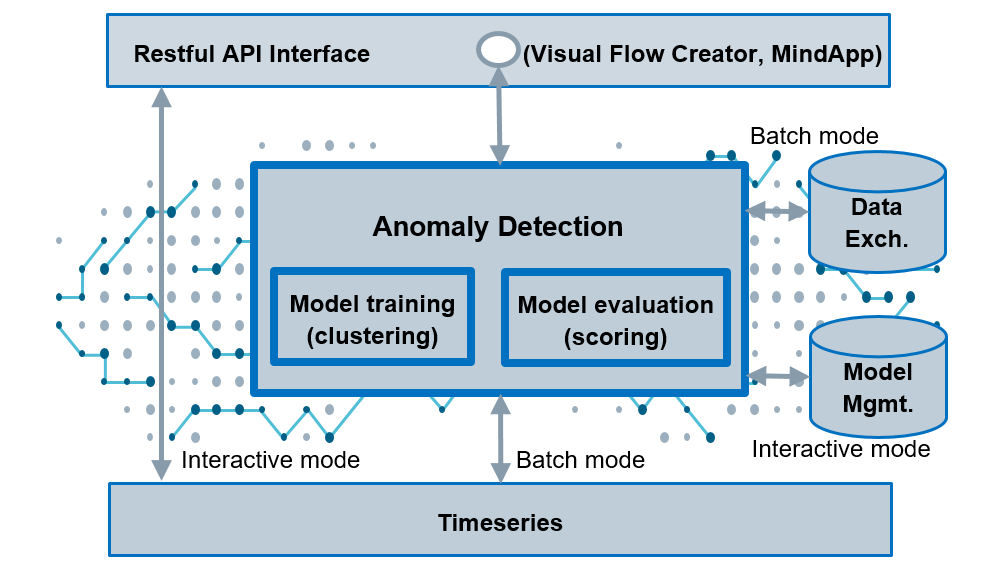 Restful API Interface (Visual Flow Creator, MindApp)
Batch mode
Data
Exch.
Anomaly Detection
Model training
(clustering)
Model evaluation
(scoring)
Model
Mgmt.
Interactive mode
Interactive mode
Batch mode
Timeseries